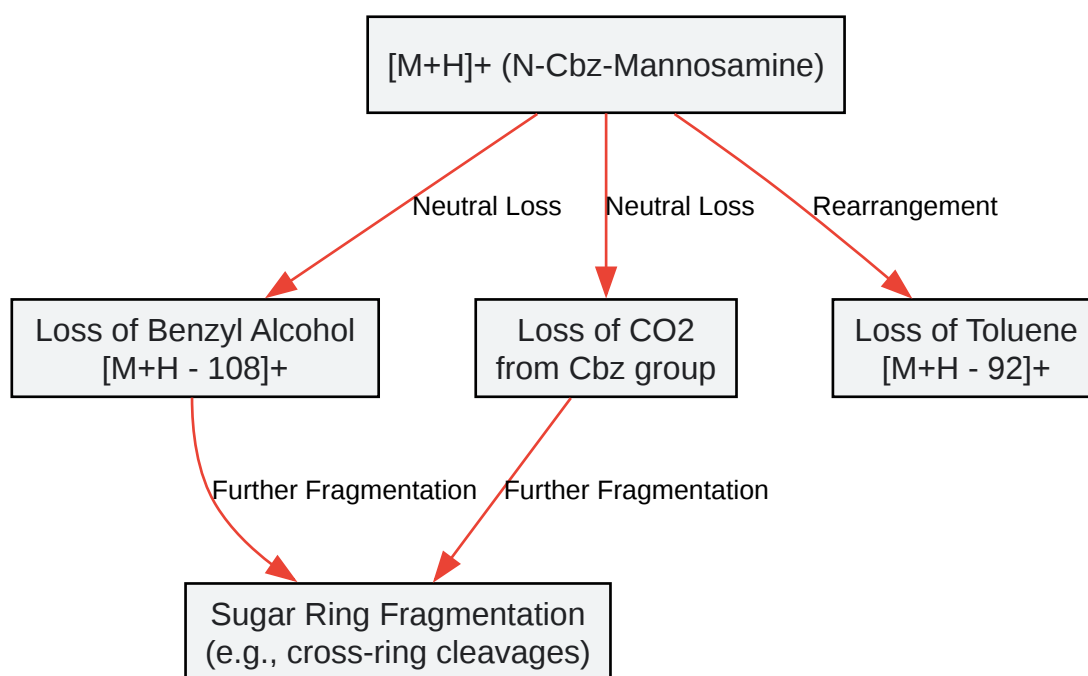 [M+H]+ (N-Cbz-Mannosamine)
Neutral Loss
Neutral Loss
Rearrangement
Loss of Benzyl Alcohol
[M+H - 108]+
Loss of CO2
from Cbz group
Loss of Toluene
[M+H - 92]+
Further Fragmentation
Further Fragmentation
Sugar Ring Fragmentation
(e.g., cross-ring cleavages)